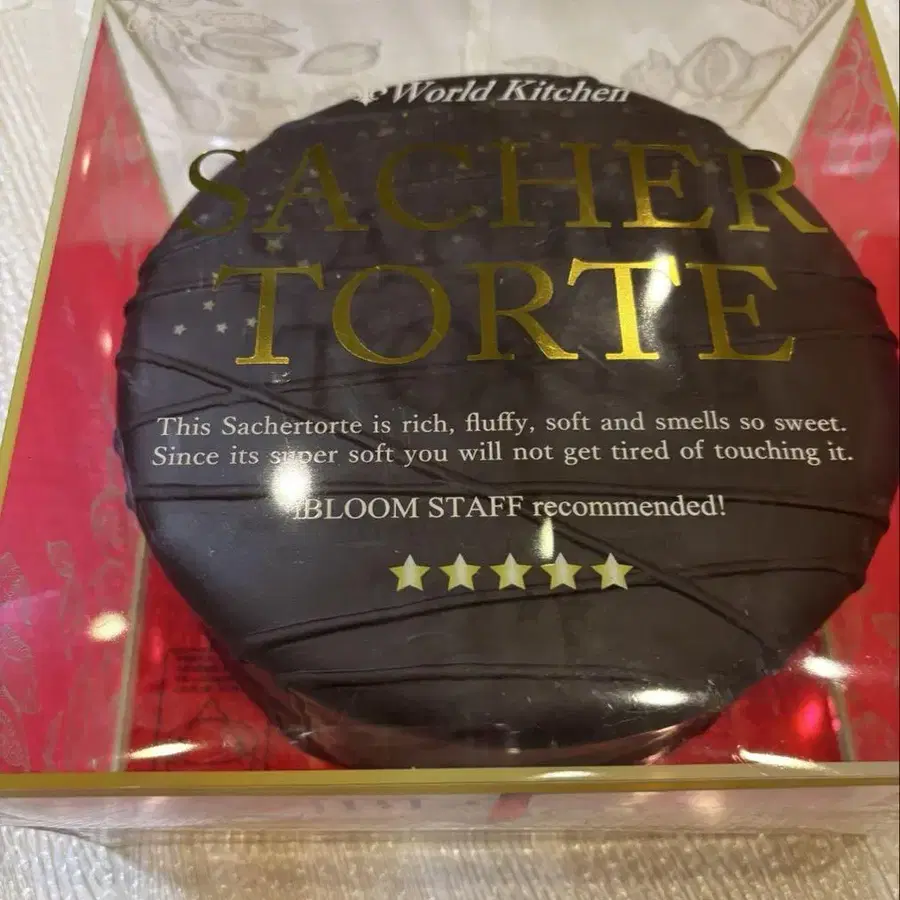 World Kitchen
SACHER
TORTE
This Sachertorte is rich, fluffy, soft and smells so sweet.
Since its super soft you will not get tired of touching it.
IBLOOM STAFF recommended!